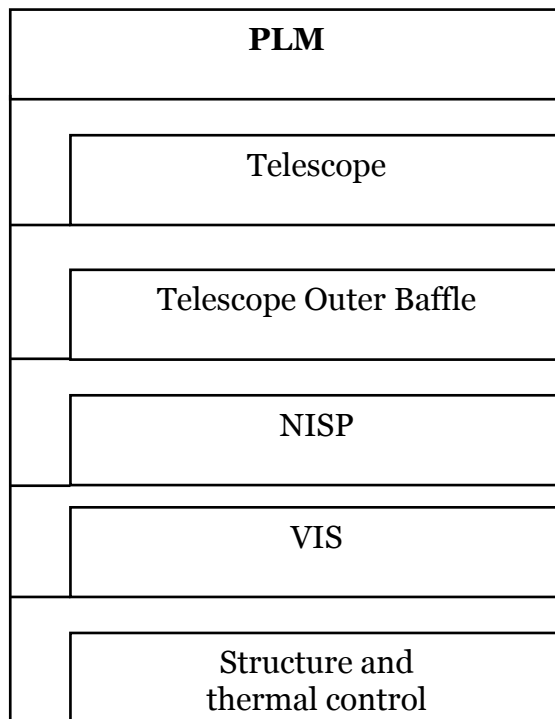 PLM
Telescope
Telescope Outer Baffle
NISP
VIS
Structure and
thermal control